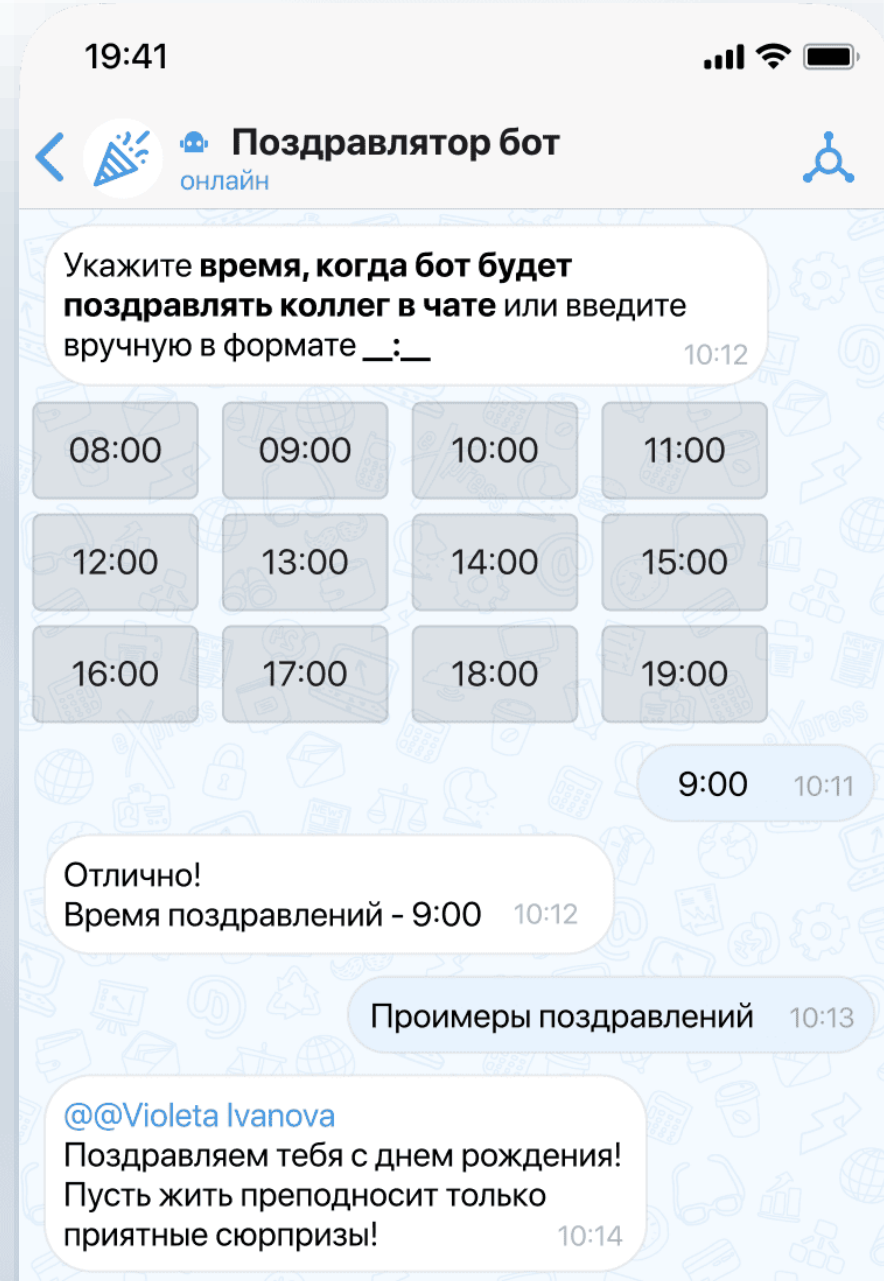 19:41
Поздравлятор бот
онлайн
Укажите время, когда бот будет
поздравлять коллег в чате или введите
вручную в формате __:__
10:12
08:00 09:00 10:00 11:00
12:00 13:00 14:00 15:00
16:00 17:00 18:00 19:00
9:00 10:11
Отлично!
Время поздравлений - 9:00 10:12
Проимеры поздравлений 10:13
@@Violeta Ivanova
Поздравляем тебя с днем рождения!
Пусть жить преподносит только
приятные сюрпризы! 10:14